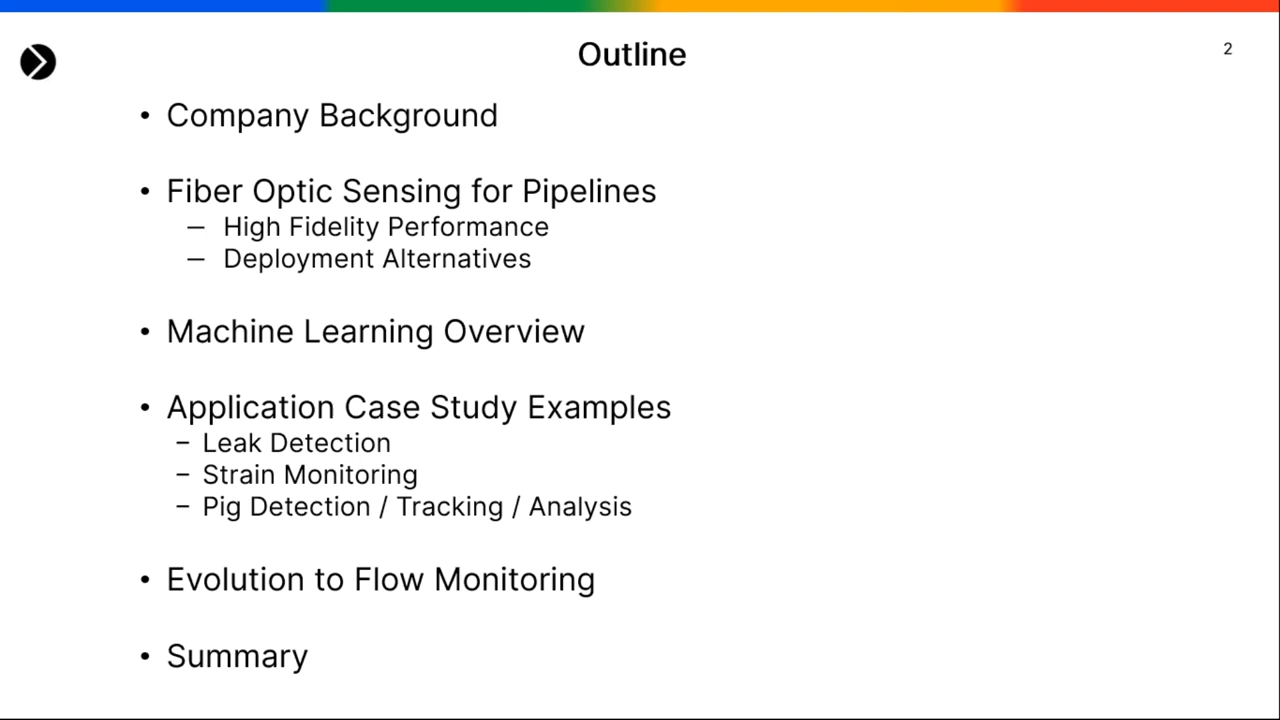 Outline
2
• Company Background
• Fiber Optic Sensing for Pipelines
– High Fidelity Performance
– Deployment Alternatives
• Machine Learning Overview
• Application Case Study Examples
– Leak Detection
– Strain Monitoring
– Pig Detection / Tracking / Analysis
• Evolution to Flow Monitoring
• Summary